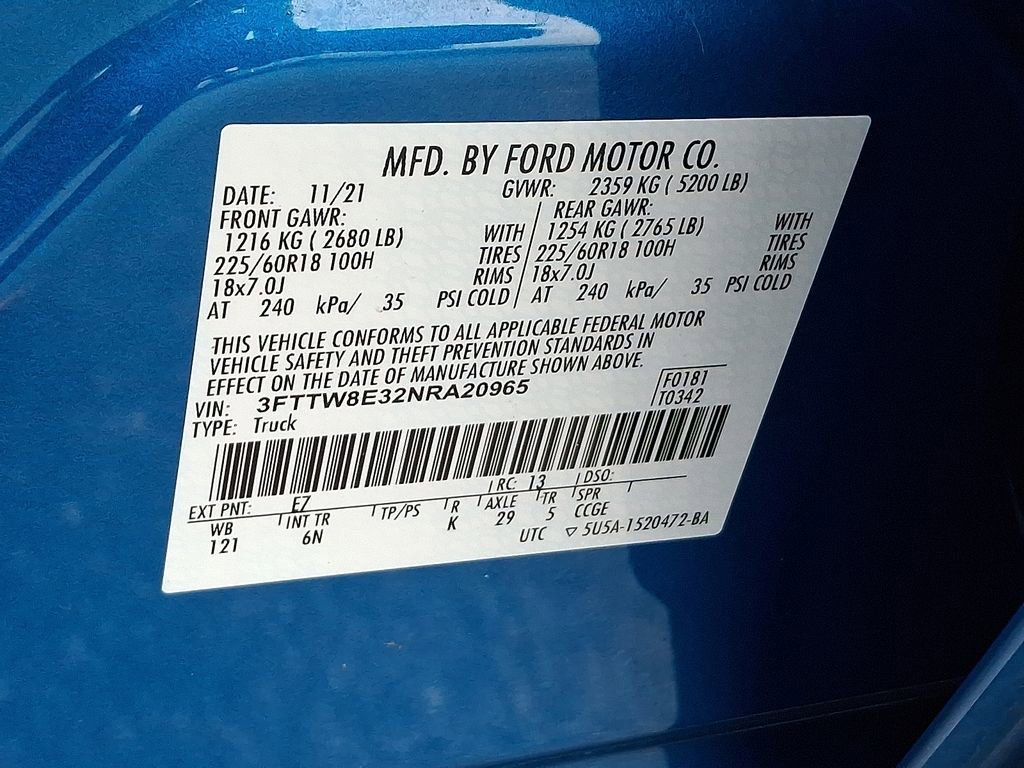 MFD. BY FORD MOTOR CO.
DATE: 11/21 GVWR: 2359 KG ( 5200 LB)
FRONT GAWR: REAR GAWR:
1216 KG ( 2680 LB) WITH 1254 KG ( 2765 LB) WITH
225/60R18 100H TIRES 225/60R18 100H TIRES
18x7.0J RIMS 18x7.0J RIMS
AT 240 kPa/ 35 PSI COLD AT 240 kPa/ 35 PSI COLD
THIS VEHICLE CONFORMS TO ALL APPLICABLE FEDERAL MOTOR
VEHICLE SAFETY AND THEFT PREVENTION STANDARDS IN
EFFECT ON THE DATE OF MANUFACTURE SHOWN ABOVE.
VIN: 3FTTW8E32NRA20965 F0181
TYPE: Truck T0342
EXT PNT: E7 RC: 13 DSO:
WB INT TR TP/PS R AXLE TR SPR
121 6N K 29 5 CCGE
UTC ▽ 5U5A-1520472-BA